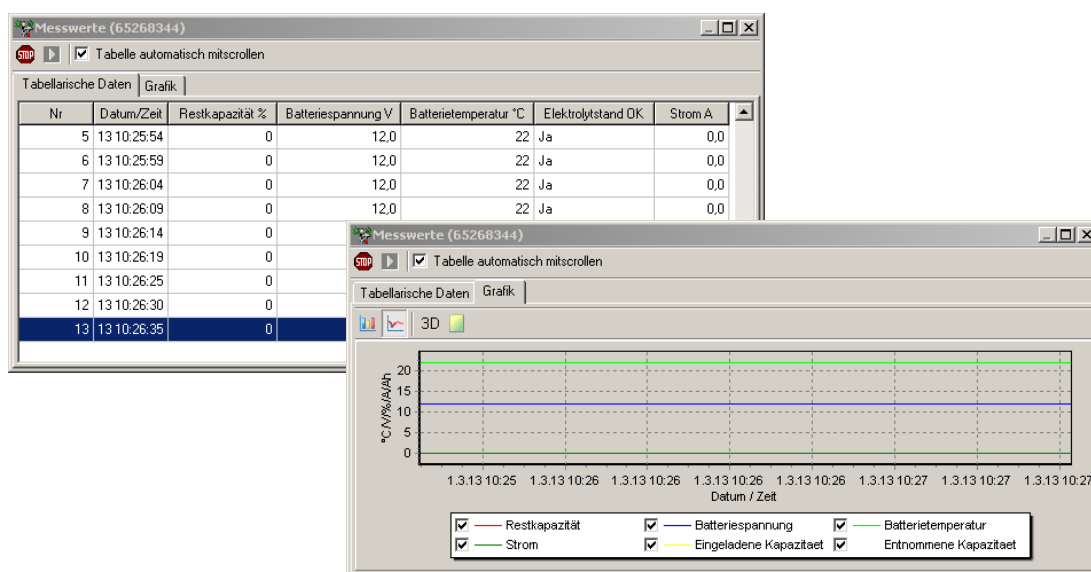 Messwerte (65268344)
STOP Tabelle automatisch mitscrollen
Tabellarische Daten Grafik
Nr Datum/Zeit Restkapazität % Batteriespannung V Batterietemperatur °C Elektrolytstand OK Strom A
5 13 10:25:54 0 12,0 22 Ja 0,0
6 13 10:25:59 0 12,0 22 Ja 0,0
7 13 10:26:04 0 12,0 22 Ja 0,0
8 13 10:26:09 0 12,0 22 Ja 0,0
9 13 10:26:14 0
10 13 10:26:19 0
11 13 10:26:25 0
12 13 10:26:30 0
13 13 10:26:35 0
Messwerte (65268344)
STOP Tabelle automatisch mitscrollen
Tabellarische Daten Grafik
3D
°C/V/%/A/Ah
20
15
10
5
0
1.3.13 10:25 1.3.13 10:26 1.3.13 10:26 1.3.13 10:26 1.3.13 10:26 1.3.13 10:27 1.3.13 10:27 1.3.13 10:27
Datum / Zeit
Restkapazität Batteriespannung Batterietemperatur
Strom Eingeladene Kapazitaet Entnommene Kapazitaet